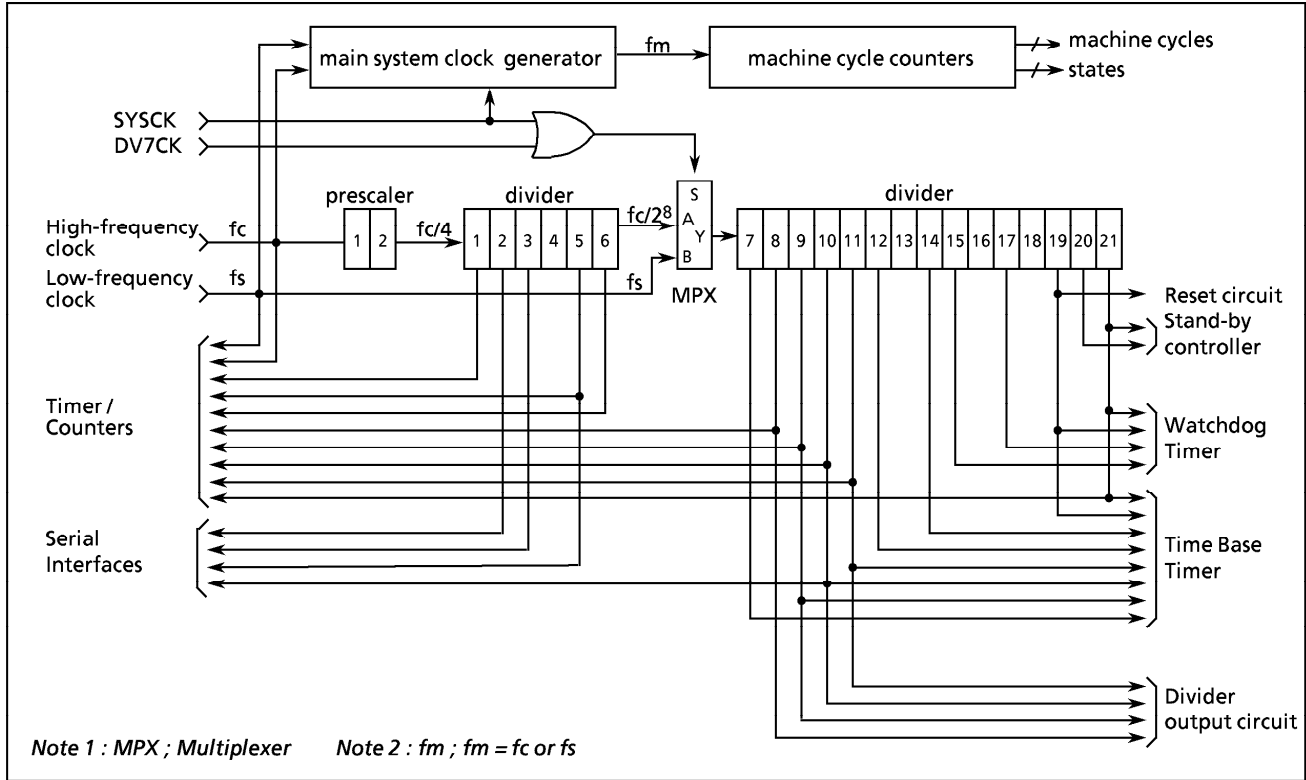 main system clock generator
fm
machine cycle counters
machine cycles
states
SYSCK
DV7CK
prescaler
divider
divider
High-frequency
clock
fc
1 2
fc/4
1 2 3 4 5 6
fc/2⁸
S
A
Y
B
MPX
7 8 9 10 11 12 13 14 15 16 17 18 19 20 21
Low-frequency
clock
fs
fs
Reset circuit
Stand-by
controller
Timer /
Counters
Watchdog
Timer
Serial
Interfaces
Time Base
Timer
Divider
output circuit
Note 1 : MPX ; Multiplexer
Note 2 : fm ; fm = fc or fs